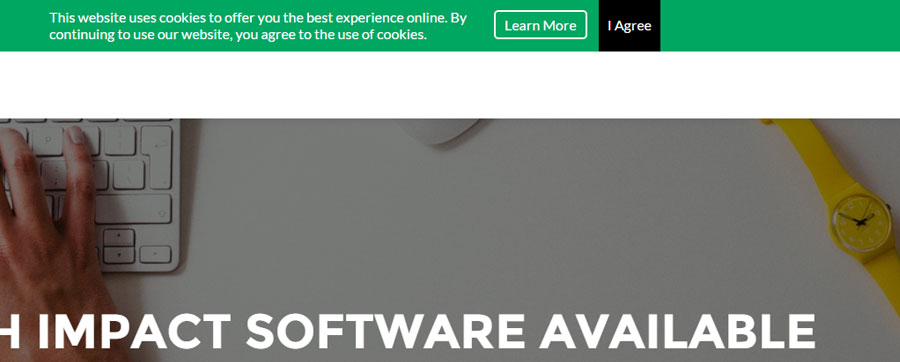 This website uses cookies to offer you the best experience online. By
continuing to use our website, you agree to the use of cookies.
Learn More
I Agree
H IMPACT SOFTWARE AVAILABLE